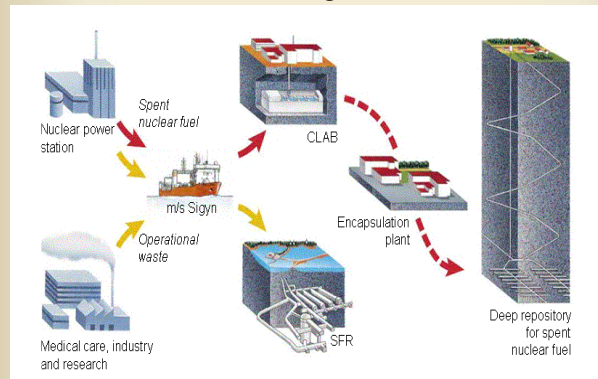 Nuclear power
station
Spent
nuclear fuel
CLAB
m/s Sigyn
Operational
waste
Medical care, industry
and research
SFR
Encapsulation
plant
Deep repository
for spent
nuclear fuel